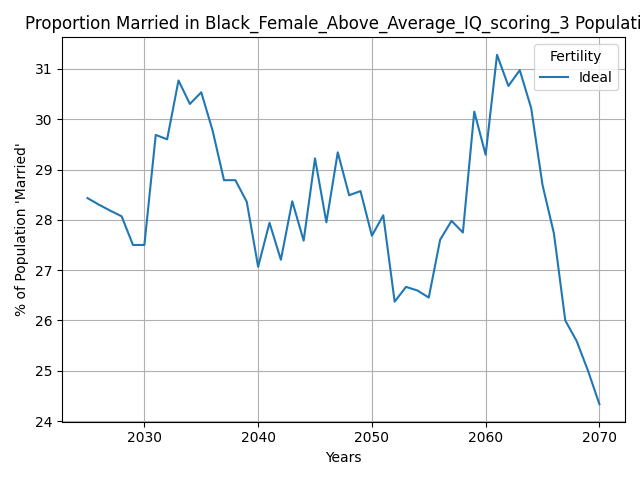 Proportion Married in Black_Female_Above_Average_IQ_scoring_3 Populati
Fertility
Ideal
% of Population 'Married'
31
30
29
28
27
26
25
24
2030 2040 2050 2060 2070
Years